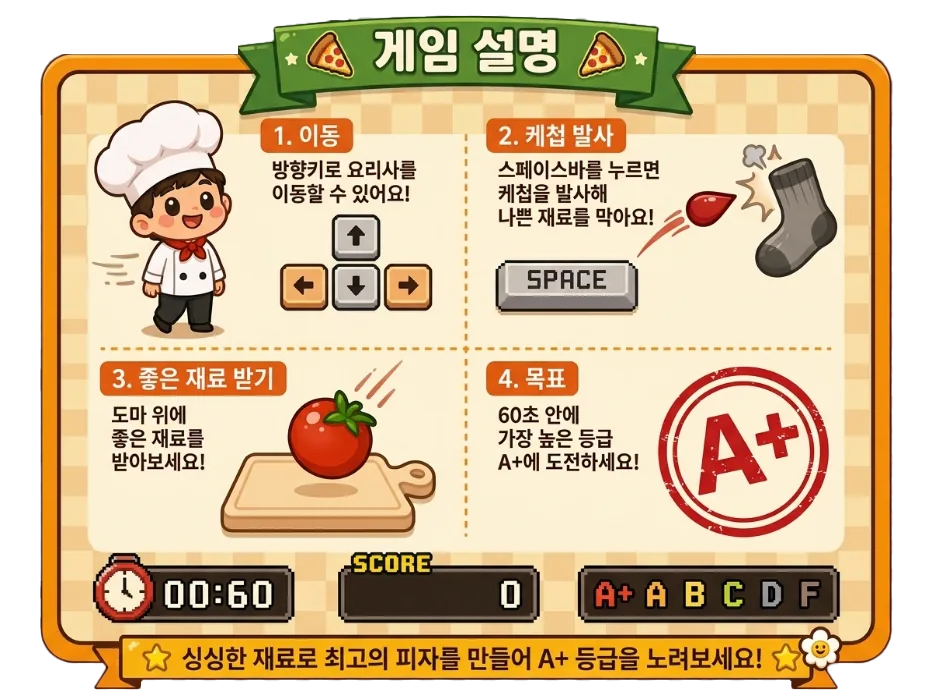 게임 설명
1. 이동
방향키로 요리사를
이동할 수 있어요!
2. 케첩 발사
스페이스바를 누르면
케첩을 발사해
나쁜 재료를 막아요!
SPACE
3. 좋은 재료 받기
도마 위에
좋은 재료를
받아보세요!
4. 목표
60초 안에
가장 높은 등급
A+에 도전하세요!
A+
00:60
SCORE
0
A+ A B C D F
싱싱한 재료로 최고의 피자를 만들어 A+ 등급을 노려보세요!